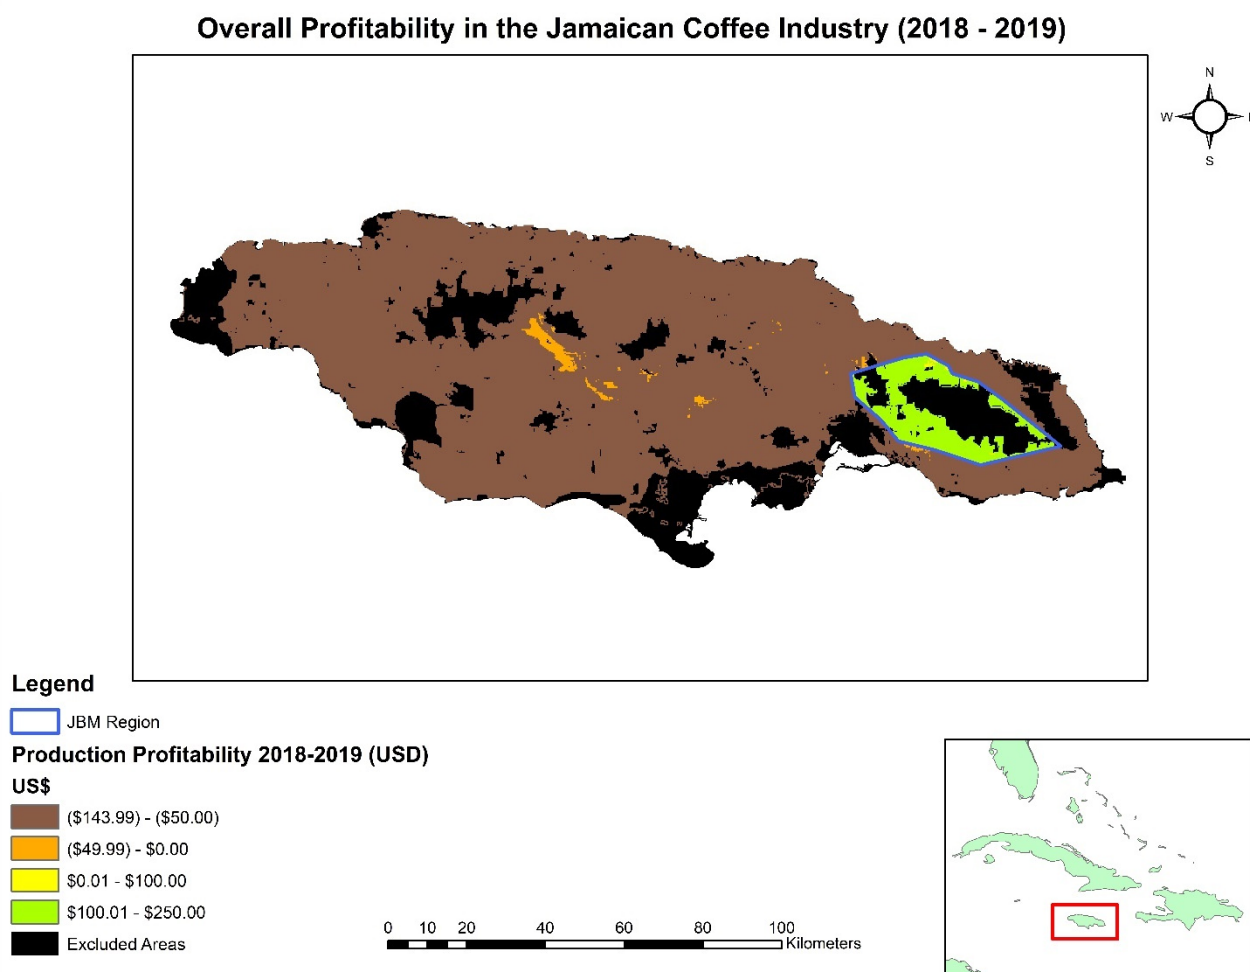 Overall Profitability in the Jamaican Coffee Industry (2018 - 2019)
N
W
S
Legend
JBM Region
Production Profitability 2018-2019 (USD)
US$
($143.99) - ($50.00)
($49.99) - $0.00
$0.01 - $100.00
$100.01 - $250.00
Excluded Areas
0 10 20 40 60 80 100
Kilometers